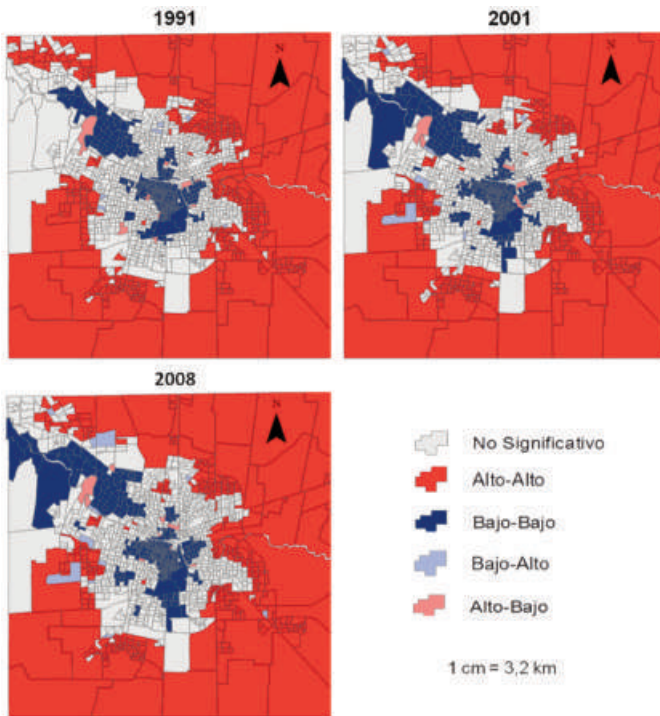 1991
2001
N
N
2008
N
No Significativo
Alto-Alto
Bajo-Bajo
Bajo-Alto
Alto-Bajo
1 cm = 3,2 km